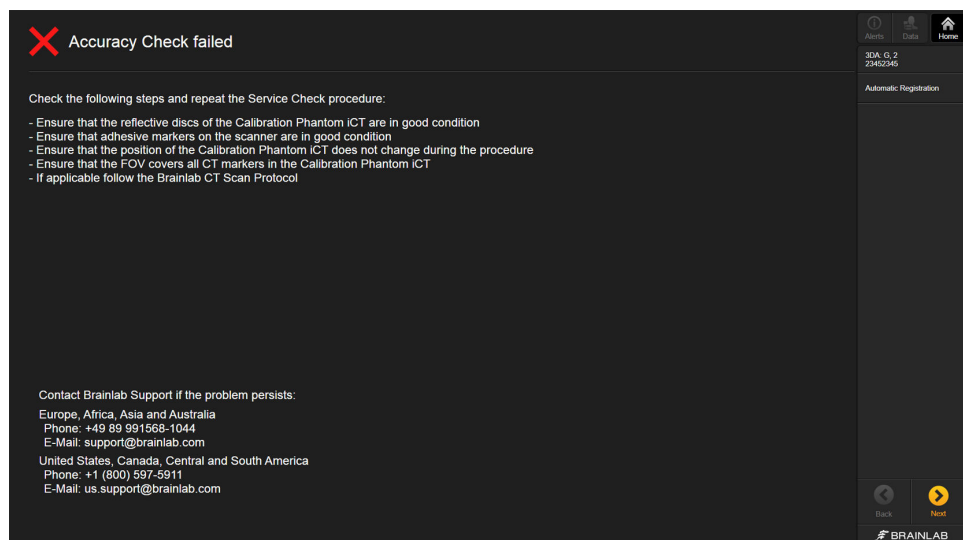 Accuracy Check failed
Check the following steps and repeat the Service Check procedure:
- Ensure that the reflective discs of the Calibration Phantom iCT are in good condition
- Ensure that adhesive markers on the scanner are in good condition
- Ensure that the position of the Calibration Phantom iCT does not change during the procedure
- Ensure that the FOV covers all CT markers in the Calibration Phantom iCT
- If applicable follow the Brainlab CT Scan Protocol
Contact Brainlab Support if the problem persists:
Europe, Africa, Asia and Australia
Phone: +49 89 991568-1044
E-Mail: support@brainlab.com
United States, Canada, Central and South America
Phone: +1 (800) 597-5911
E-Mail: us.support@brainlab.com
Alerts Data Home
3DA: G, 2
23452345
Automatic Registration
Back Next
BRAINLAB